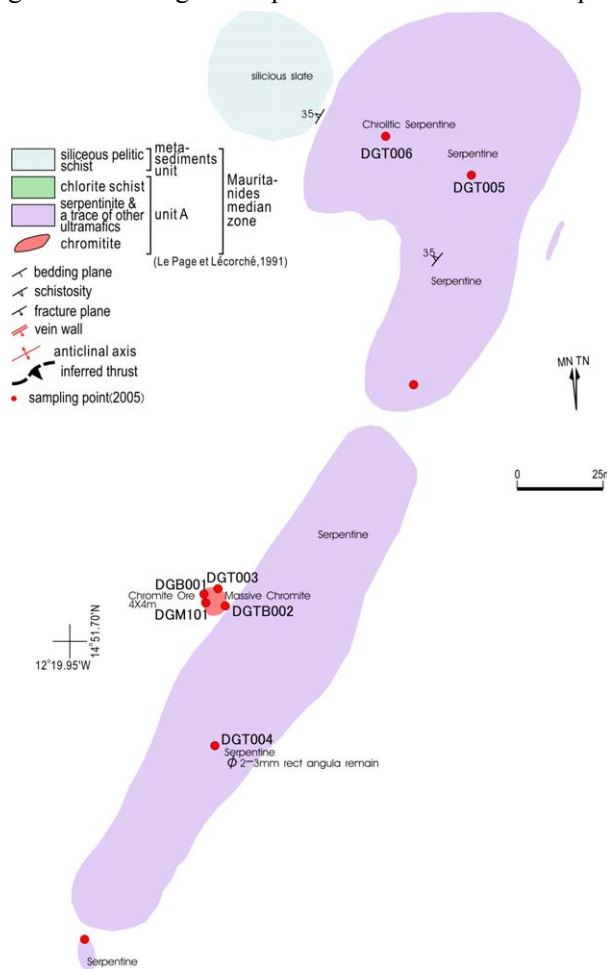 silicious slate
35
Chrolitic Serpentine
DGT006
Serpentine
DGT005
siliceous pelitic schist
meta-sediments unit
chlorite schist
serpentinite & a trace of other ultramafics
unit A
chromitite
Maurita-nides median zone
(Le Page et Lécorché,1991)
bedding plane
schistosity
fracture plane
vein wall
anticlinal axis
inferred thrust
sampling point(2005)
35
Serpentine
MN TN
0 25m
Serpentine
DGT003
DGB001
Chromite Ore
4X4m
Massive Chromite
DGM101
DGTB002
14°51.70'N
12°19.95'W
DGT004
Serpentine
ϕ 2-3mm rect angula remain
Serpentine